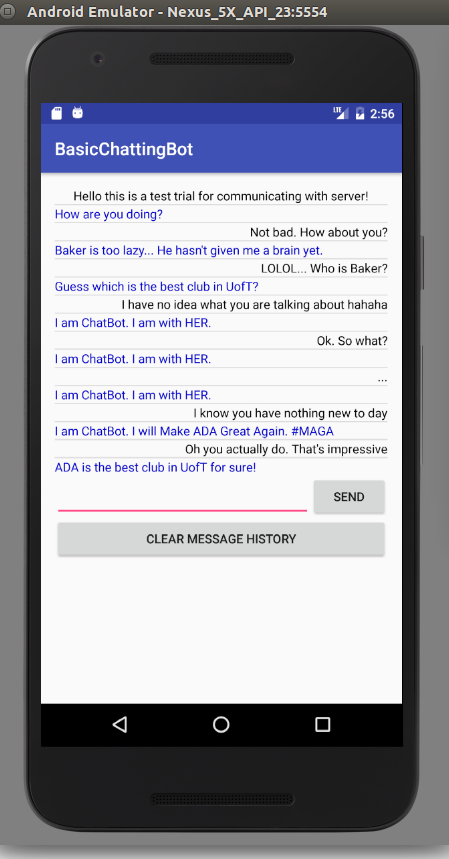 Android Emulator - Nexus_5X_API_23:5554
LTE 2:56
BasicChattingBot
Hello this is a test trial for communicating with server!
How are you doing?
Not bad. How about you?
Baker is too lazy... He hasn't given me a brain yet.
LOLOL... Who is Baker?
Guess which is the best club in UofT?
I have no idea what you are talking about hahaha
I am ChatBot. I am with HER.
Ok. So what?
I am ChatBot. I am with HER.
...
I am ChatBot. I am with HER.
I know you have nothing new to day
I am ChatBot. I will Make ADA Great Again. #MAGA
Oh you actually do. That's impressive
ADA is the best club in UofT for sure!
SEND
CLEAR MESSAGE HISTORY